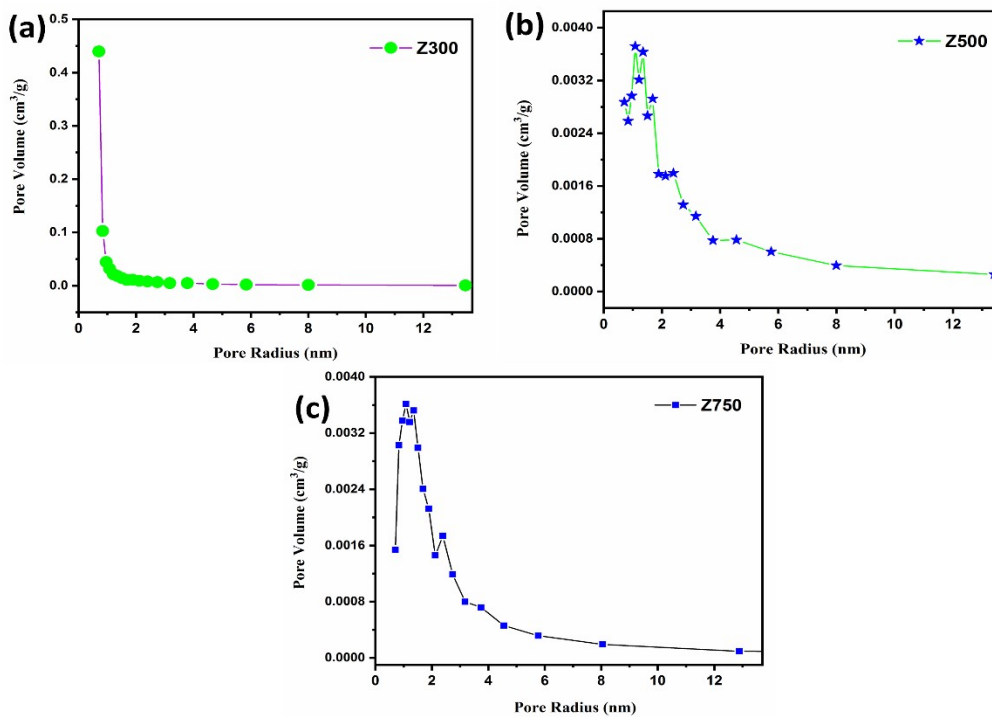 (a)
Z300
Pore Volume (cm³/g)
0.5
0.4
0.3
0.2
0.1
0.0
0 2 4 6 8 10 12
Pore Radius (nm)
(b)
Z500
Pore Volume (cm³/g)
0.0040
0.0032
0.0024
0.0016
0.0008
0.0000
0 2 4 6 8 10 12
Pore Radius (nm)
(c)
Z750
Pore Volume (cm³/g)
0.0040
0.0032
0.0024
0.0016
0.0008
0.0000
0 2 4 6 8 10 12
Pore Radius (nm)